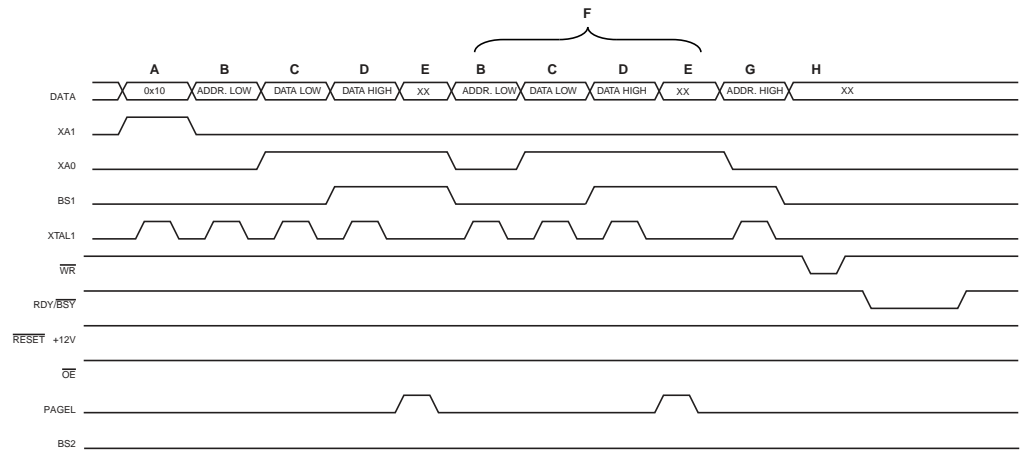 F
A B C D E B C D E G H
DATA 0x10 ADDR. LOW DATA LOW DATA HIGH XX ADDR. LOW DATA LOW DATA HIGH XX ADDR. HIGH XX
XA1
XA0
BS1
XTAL1
WR
RDY/BSY
RESET +12V
OE
PAGEL
BS2